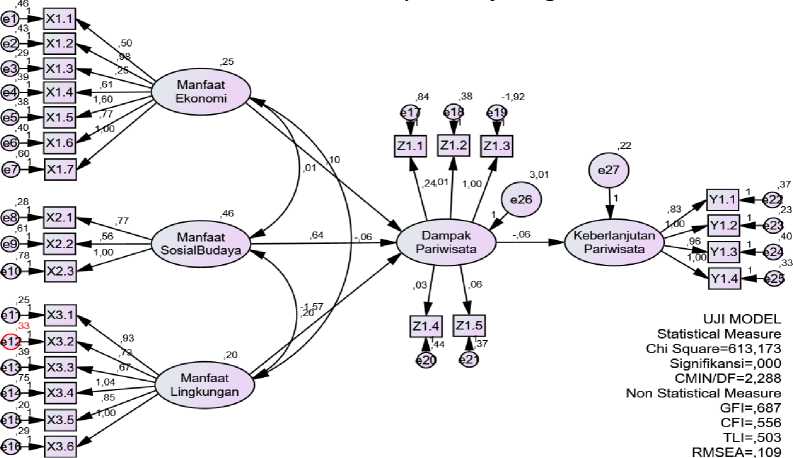 ,46
e1 1 X1.1
,43
e2 1 X1.2
,29
e3 1 X1.3
,39
e4 1 X1.4
,38
e5 1 X1.5
,40
e6 1 X1.6
,60
e7 1 X1.7
,50
,98
,25
,61
1,60
,77
1,00
,25
Manfaat
Ekonomi
,28
e8 1 X2.1
,61
e9 1 X2.2
,78
e10 1 X2.3
,77
,56
1,00
,46
Manfaat
SosialBudaya
,25
e11 1 X3.1
,33
e12 1 X3.2
,39
e13 1 X3.3
,75
e14 1 X3.4
,20
e15 1 X3.5
,29
e16 1 X3.6
,93
,73
,67
1,04
,85
1,00
,20
Manfaat
Lingkungan
,01
,10
-,06
,64
-1,57
,20
,84 ,38 -1,92
e17 e18 e19
1 1 1
Z1.1 Z1.2 Z1.3
,24 ,01 1,00
3,01
e26
1
Dampak
Pariwisata
,03 ,06
Z1.4 Z1.5
,44 ,37
e20 e21
-,06
,22
e27
1
Keberlanjutan
Pariwisata
,83
1,00
,96
1,00
Y1.1 1 e22 ,37
Y1.2 1 e23 ,23
Y1.3 1 e24 ,40
Y1.4 1 e25 ,33
UJI MODEL
Statistical Measure
Chi Square=613,173
Signifikansi=,000
CMIN/DF=2,288
Non Statistical Measure
GFI=,687
CFI=,556
TLI=,503
RMSEA=,109